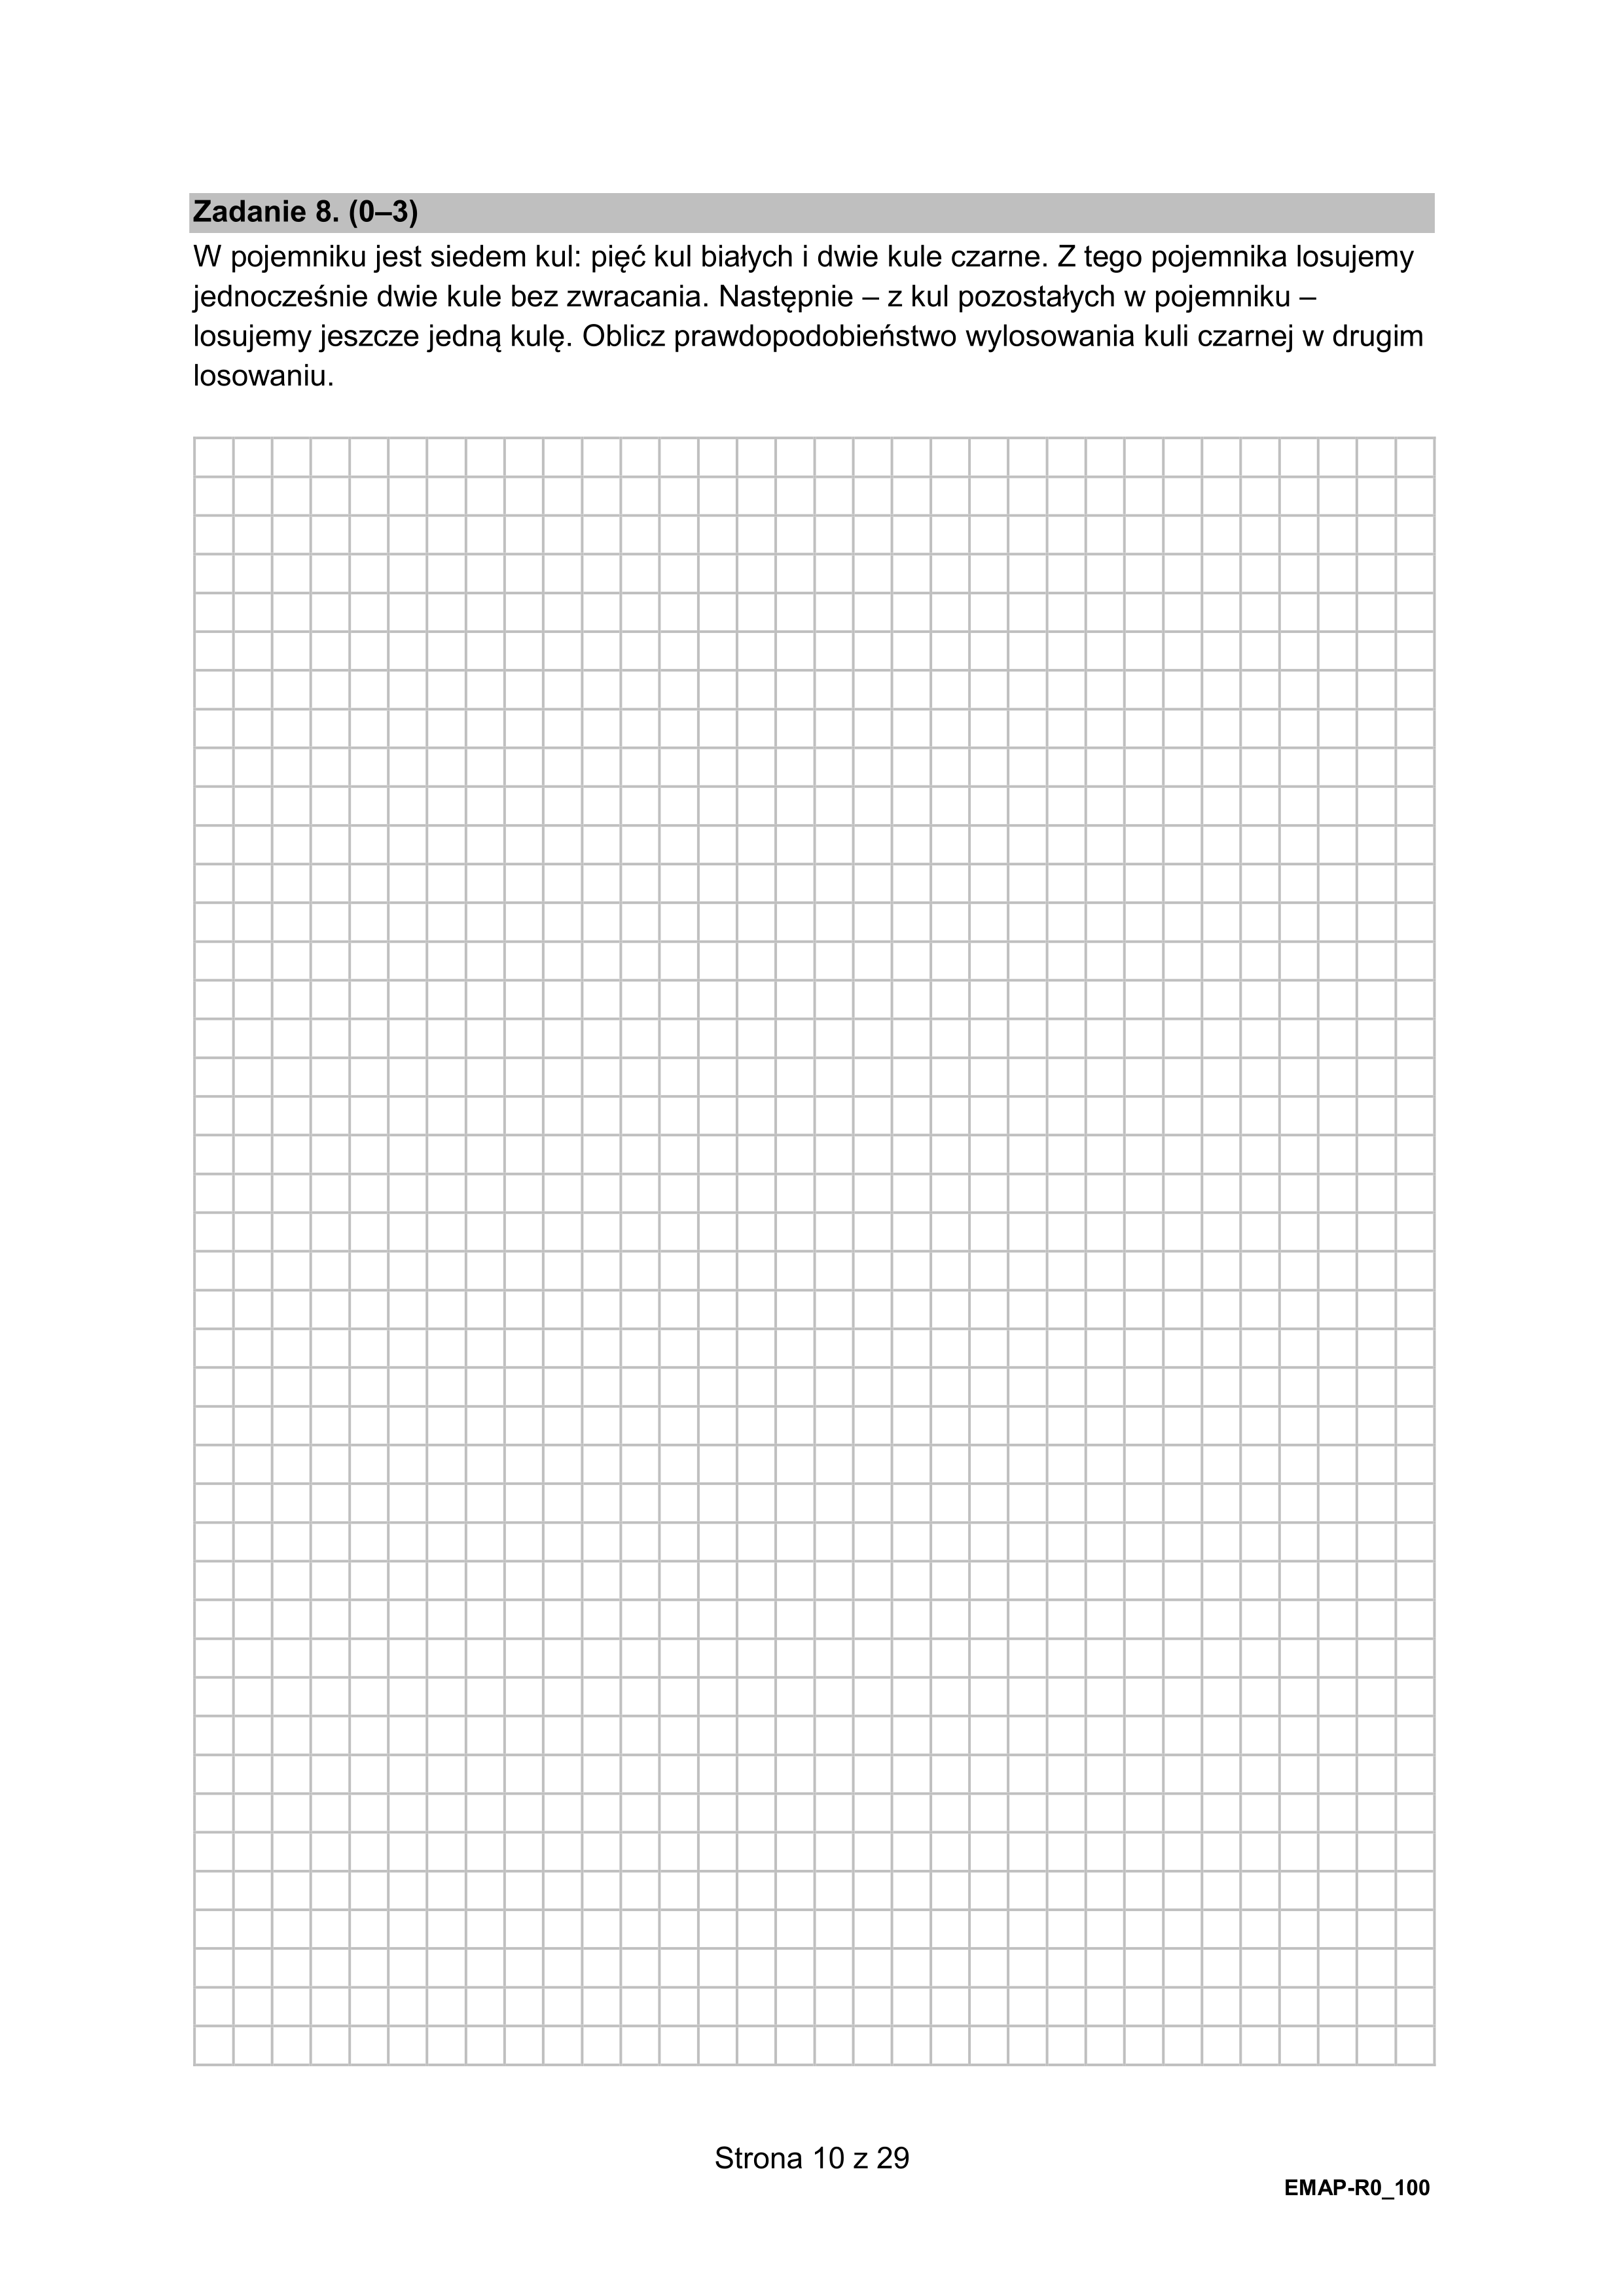 Zadanie 8. (0–3)
W pojemniku jest siedem kul: pięć kul białych i dwie kule czarne. Z tego pojemnika losujemy
jednocześnie dwie kule bez zwracania. Następnie – z kul pozostałych w pojemniku –
losujemy jeszcze jedną kulę. Oblicz prawdopodobieństwo wylosowania kuli czarnej w drugim
losowaniu.
Strona 10 z 29
EMAP-R0_100